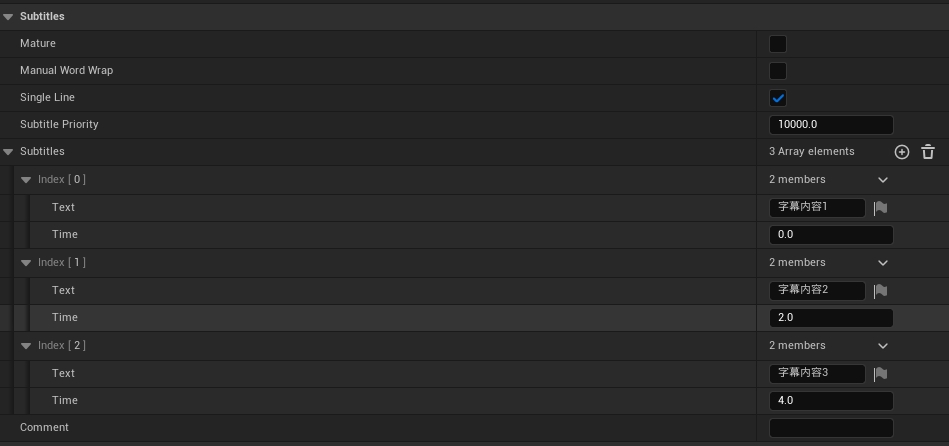 Subtitles
Mature
Manual Word Wrap
Single Line
Subtitle Priority 10000.0
Subtitles 3 Array elements
Index [ 0 ] 2 members
Text 字幕内容1
Time 0.0
Index [ 1 ] 2 members
Text 字幕内容2
Time 2.0
Index [ 2 ] 2 members
Text 字幕内容3
Time 4.0
Comment